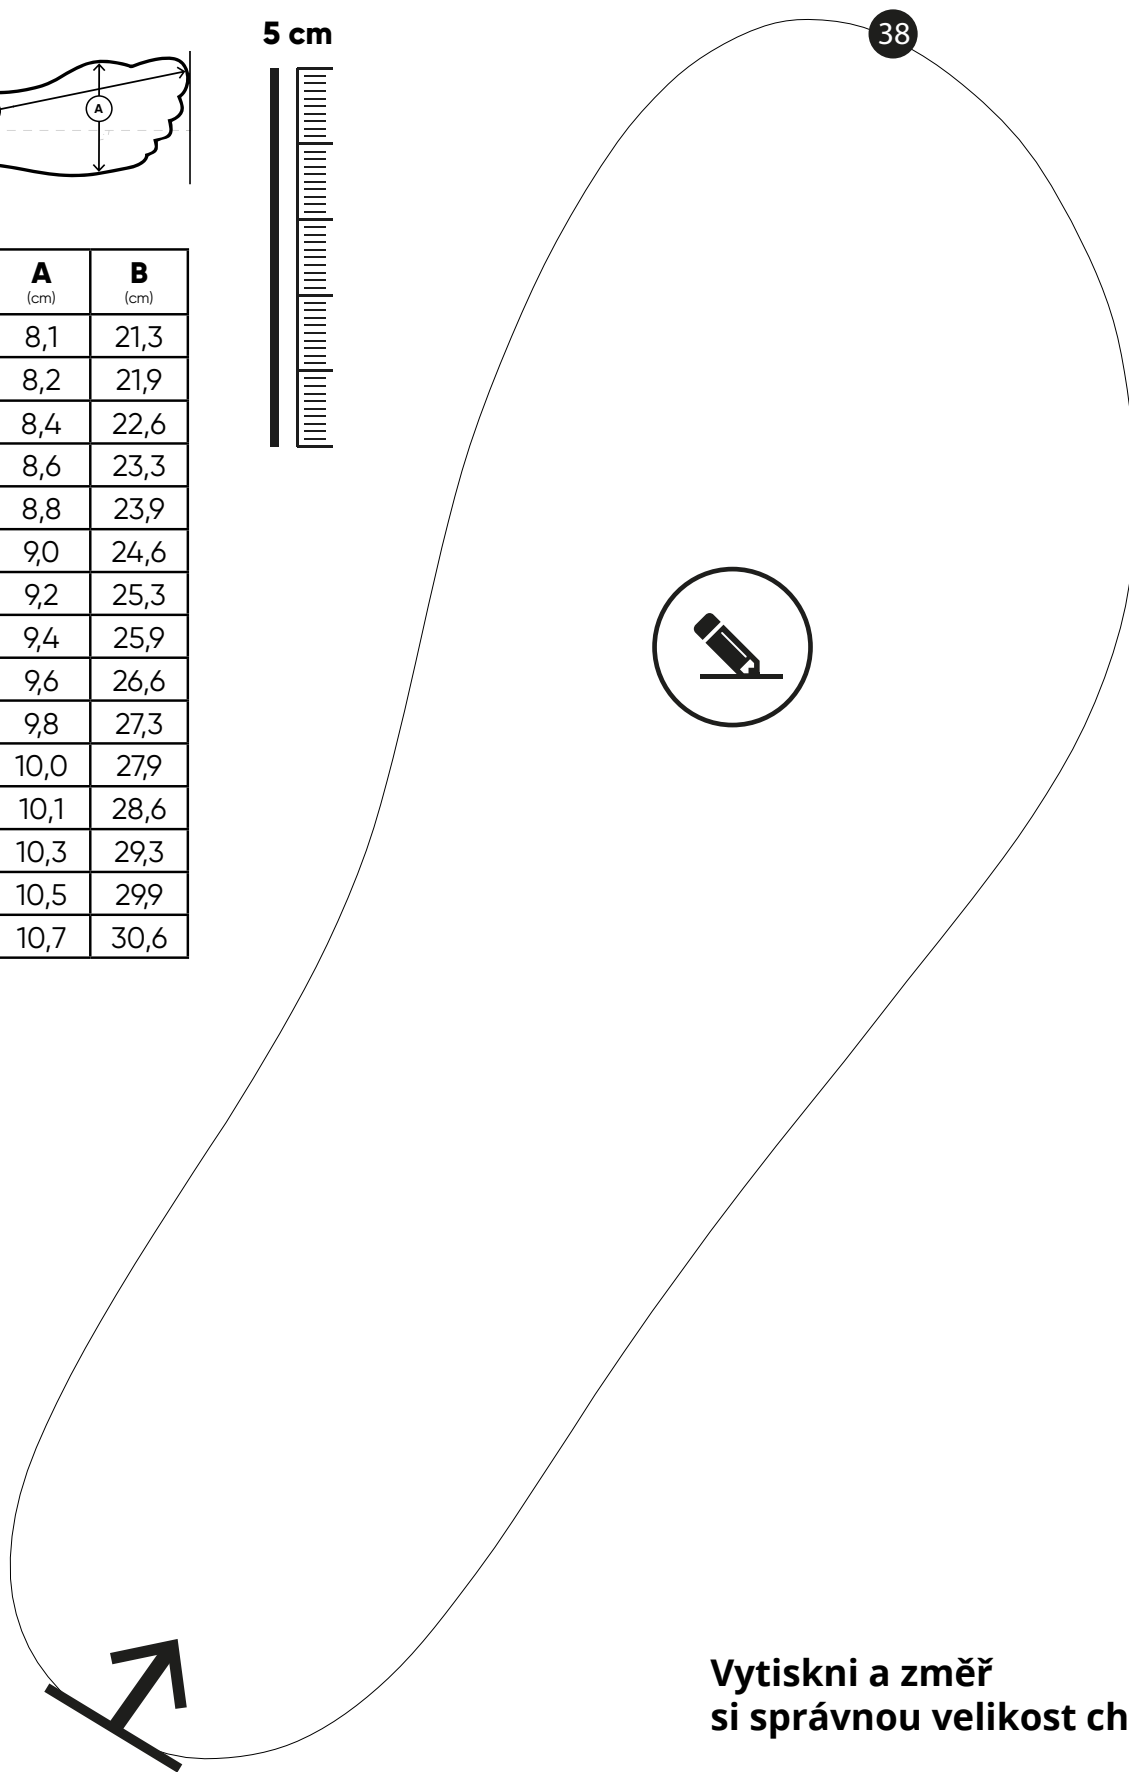 5 cm
38
A
A B
(cm) (cm)
8,1 21,3
8,2 21,9
8,4 22,6
8,6 23,3
8,8 23,9
9,0 24,6
9,2 25,3
9,4 25,9
9,6 26,6
9,8 27,3
10,0 27,9
10,1 28,6
10,3 29,3
10,5 29,9
10,7 30,6
Vytiskni a změř
si správnou velikost ch